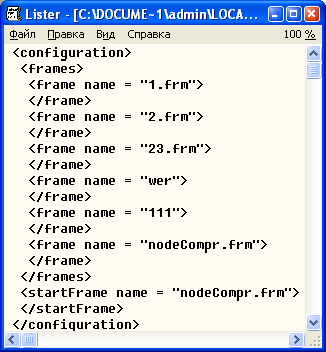 Lister - [C:\DOCUME~1\admin\LOCA...
Файл Правка Вид Справка 100 %
<configuration>
<frames>
<frame name = "1.frm">
</frame>
<frame name = "2.frm">
</frame>
<frame name = "23.frm">
</frame>
<frame name = "wer">
</frame>
<frame name = "111">
</frame>
<frame name = "nodeCompr.frm">
</frame>
</frames>
<startFrame name = "nodeCompr.frm">
</startFrame>
</configuration>